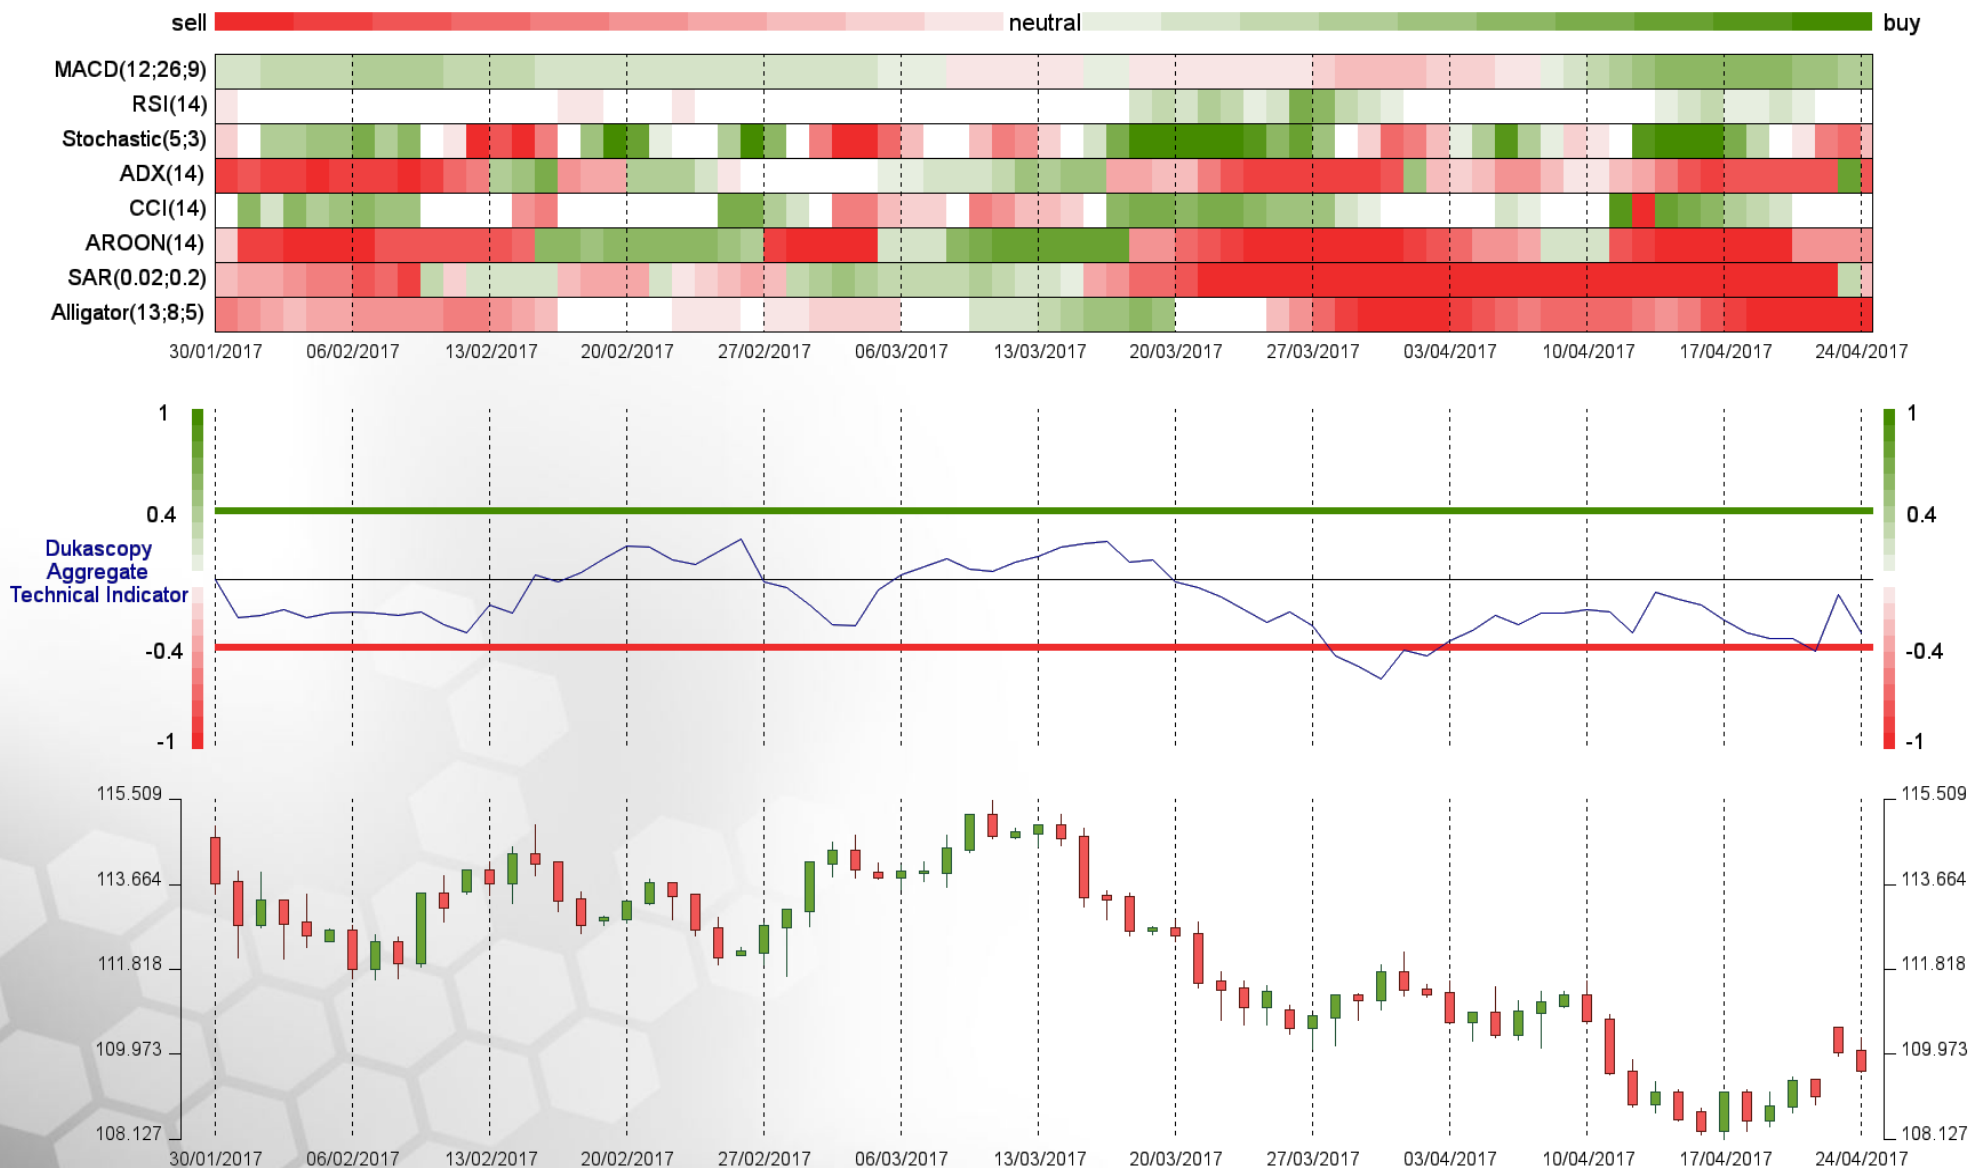 sell neutral buy
MACD(12;26;9)
RSI(14)
Stochastic(5;3)
ADX(14)
CCI(14)
AROON(14)
SAR(0.02;0.2)
Alligator(13;8;5)
30/01/2017 06/02/2017 13/02/2017 20/02/2017 27/02/2017 06/03/2017 13/03/2017 20/03/2017 27/03/2017 03/04/2017 10/04/2017 17/04/2017 24/04/2017
1 1
0.4 0.4
Dukascopy
Aggregate
Technical Indicator
-0.4 -0.4
-1 -1
115.509 115.509
113.664 113.664
111.818 111.818
109.973 109.973
108.127 108.127
30/01/2017 06/02/2017 13/02/2017 20/02/2017 27/02/2017 06/03/2017 13/03/2017 20/03/2017 27/03/2017 03/04/2017 10/04/2017 17/04/2017 24/04/2017